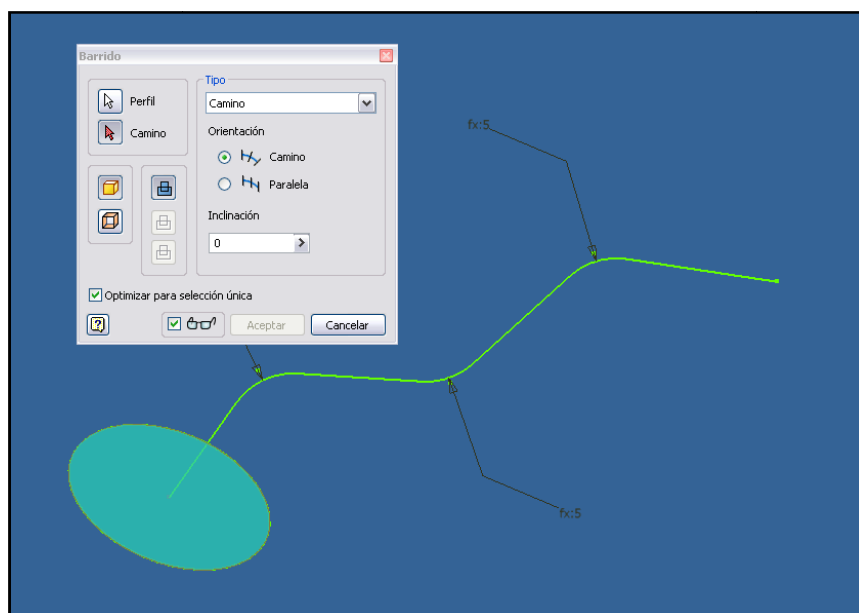 Barrido
Perfil
Camino
Tipo
Camino
Orientación
Camino
Paralela
Inclinación
0
Optimizar para selección única
Aceptar
Cancelar
fx:5
fx:5